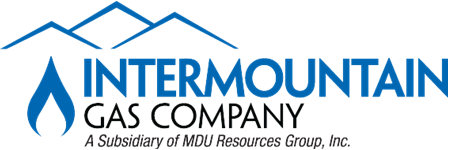 INTERMOUNTAIN
GAS COMPANY
A Subsidiary of MDU Resources Group, Inc.